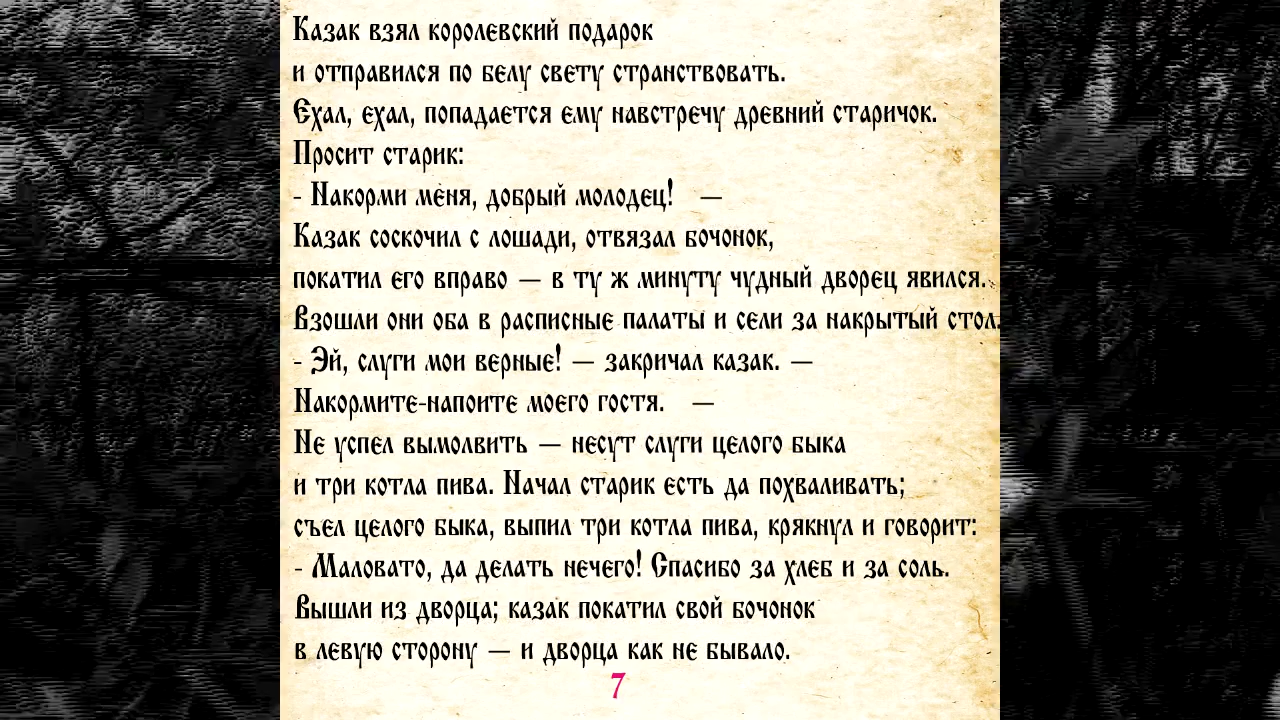 Казак взял королевский подарок
и отправился по белу свету странствовать.
Ехал, ехал, попадается ему навстречу древний старичок.
Просит старик:
- Накорми меня, добрый молодец! —
Казак соскочил с лошади, отвязал бочонок,
покатил его вправо — в ту ж минуту чудный дворец явился.
Взошли они оба в расписные палаты и сели за накрытый стол.
- Эй, слуги мои верные! — закричал казак. —
Накормите-напоите моего гостя. —
Не успел вымолвить — несут слуги целого быка
и три котла пива. Начал старик есть да похваливать;
съел целого быка, выпил три котла пива, крякнул и говорит:
- Маловато, да делать нечего! Спасибо за хлеб и за соль.
Вышли из дворца; казак покатил свой бочонок
в левую сторону — и дворца как не бывало.
7